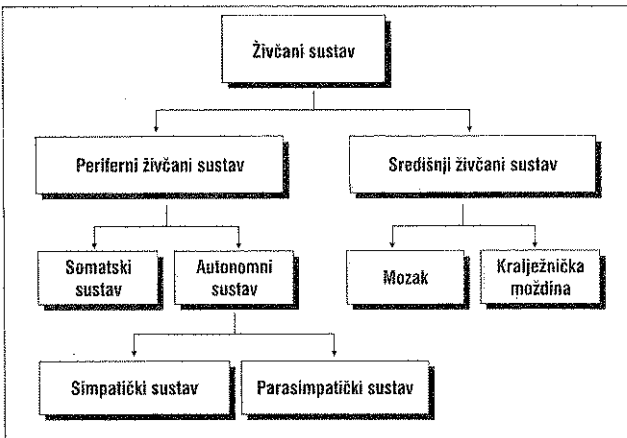 Živčani sustav
Periferni živčani sustav
Središnji živčani sustav
Somatski
sustav
Autonomni
sustav
Mozak
Kralježnička
moždina
Simpatički sustav
Parasimpatički sustav